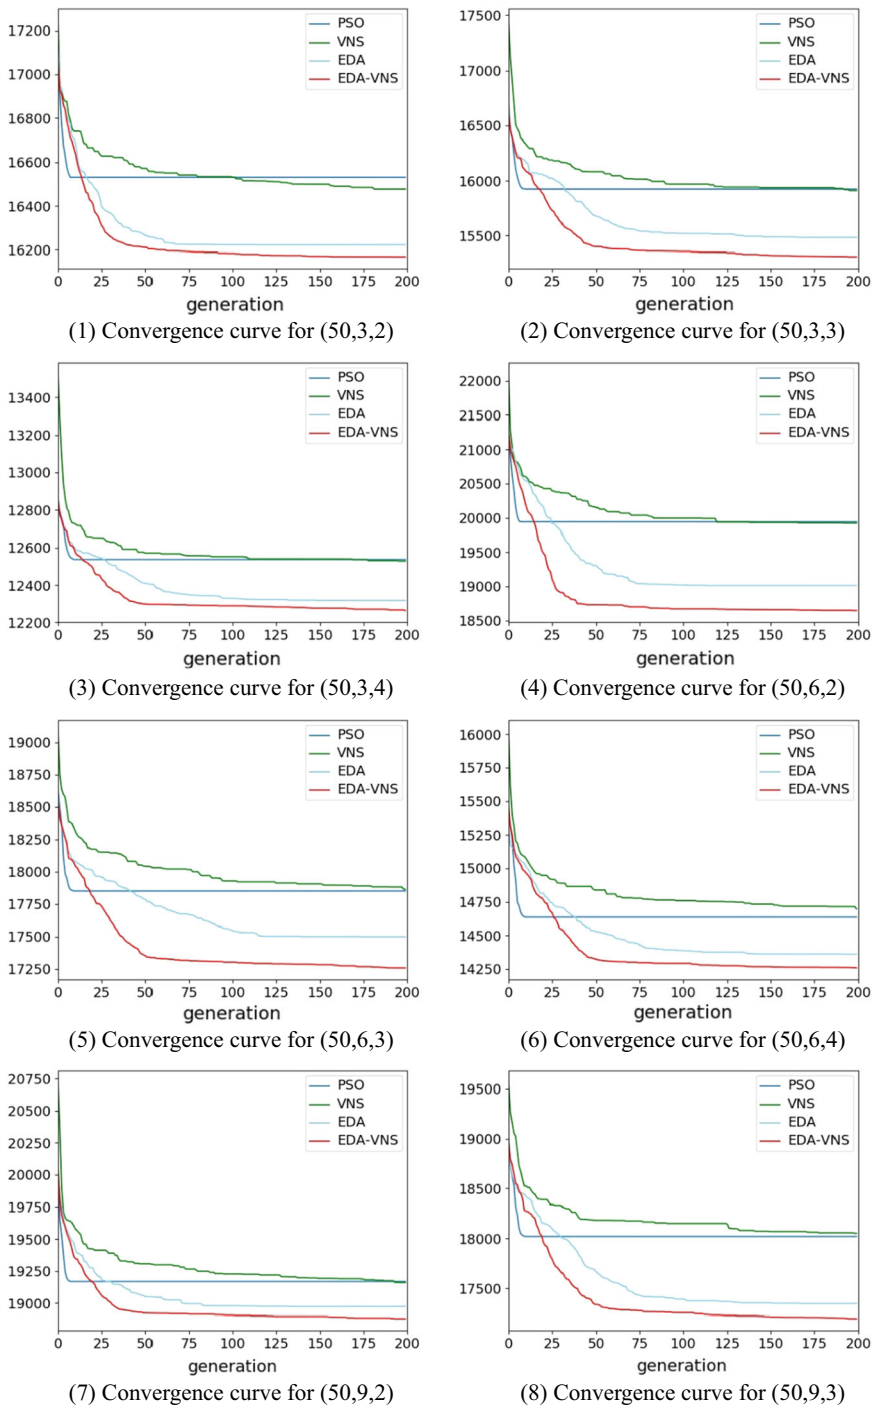 17200
17000
16800
16600
16400
16200
0 25 50 75 100 125 150 175 200
generation
PSO
VNS
EDA
EDA-VNS
(1) Convergence curve for (50,3,2)
17500
17000
16500
16000
15500
0 25 50 75 100 125 150 175 200
generation
PSO
VNS
EDA
EDA-VNS
(2) Convergence curve for (50,3,3)
13400
13200
13000
12800
12600
12400
12200
0 25 50 75 100 125 150 175 200
generation
PSO
VNS
EDA
EDA-VNS
(3) Convergence curve for (50,3,4)
22000
21500
21000
20500
20000
19500
19000
18500
0 25 50 75 100 125 150 175 200
generation
PSO
VNS
EDA
EDA-VNS
(4) Convergence curve for (50,6,2)
19000
18750
18500
18250
18000
17750
17500
17250
0 25 50 75 100 125 150 175 200
generation
PSO
VNS
EDA
EDA-VNS
(5) Convergence curve for (50,6,3)
16000
15750
15500
15250
15000
14750
14500
14250
0 25 50 75 100 125 150 175 200
generation
PSO
VNS
EDA
EDA-VNS
(6) Convergence curve for (50,6,4)
20750
20500
20250
20000
19750
19500
19250
19000
0 25 50 75 100 125 150 175 200
generation
PSO
VNS
EDA
EDA-VNS
(7) Convergence curve for (50,9,2)
19500
19000
18500
18000
17500
0 25 50 75 100 125 150 175 200
generation
PSO
VNS
EDA
EDA-VNS
(8) Convergence curve for (50,9,3)